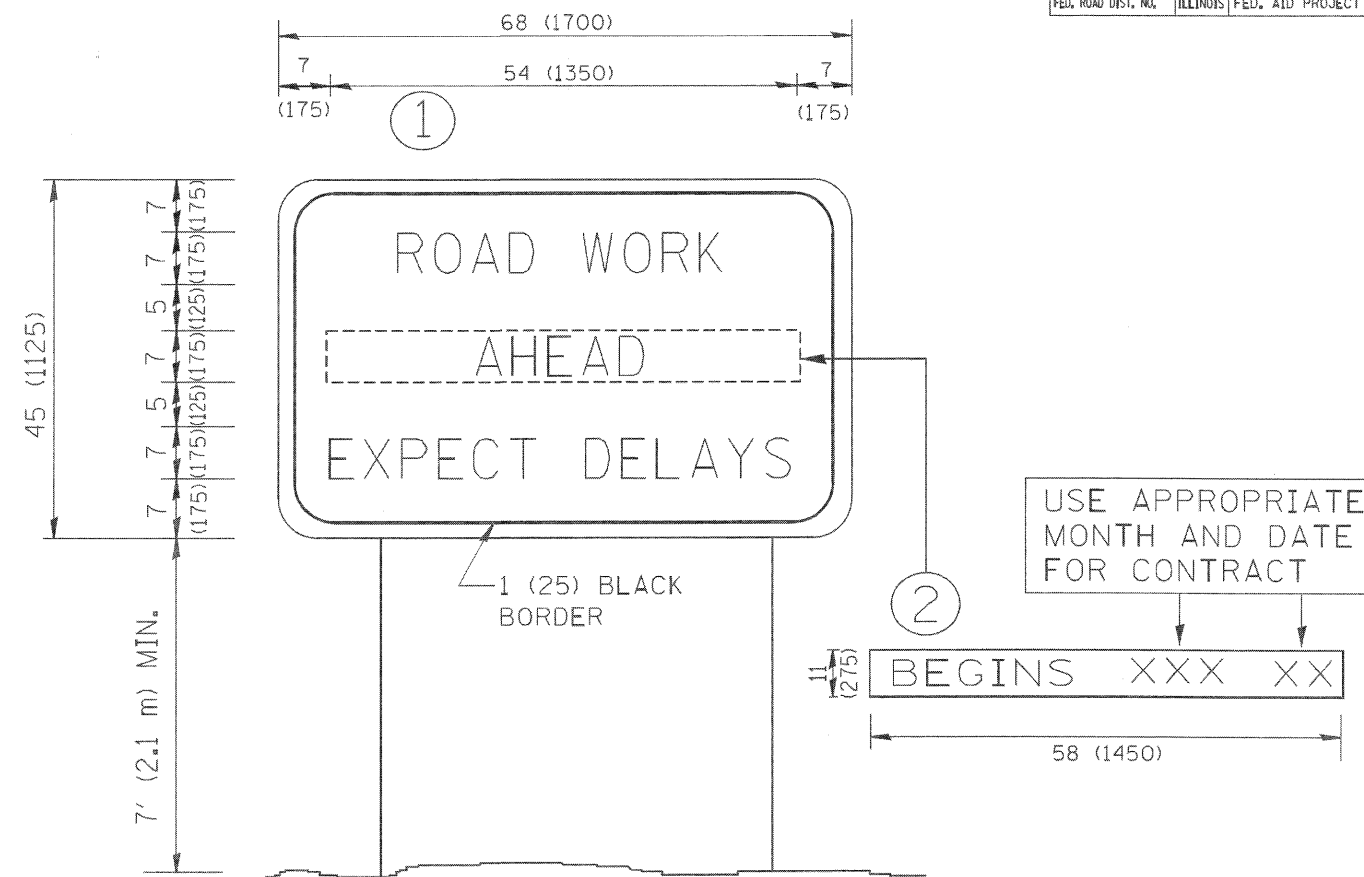 FED. ROAD DIST. NO. ILLINOIS FED. AID PROJECT
68 (1700)
7 54 (1350) 7
(175) (175)
1
45 (1125)
7 (175)
7 (175)
5 (125)
7 (175)
5 (125)
7 (175)
7 (175)
ROAD WORK
AHEAD
EXPECT DELAYS
1 (25) BLACK
BORDER
7' (2.1 m) MIN.
2
USE APPROPRIATE
MONTH AND DATE
FOR CONTRACT
11 (275)
BEGINS XXX XX
58 (1450)